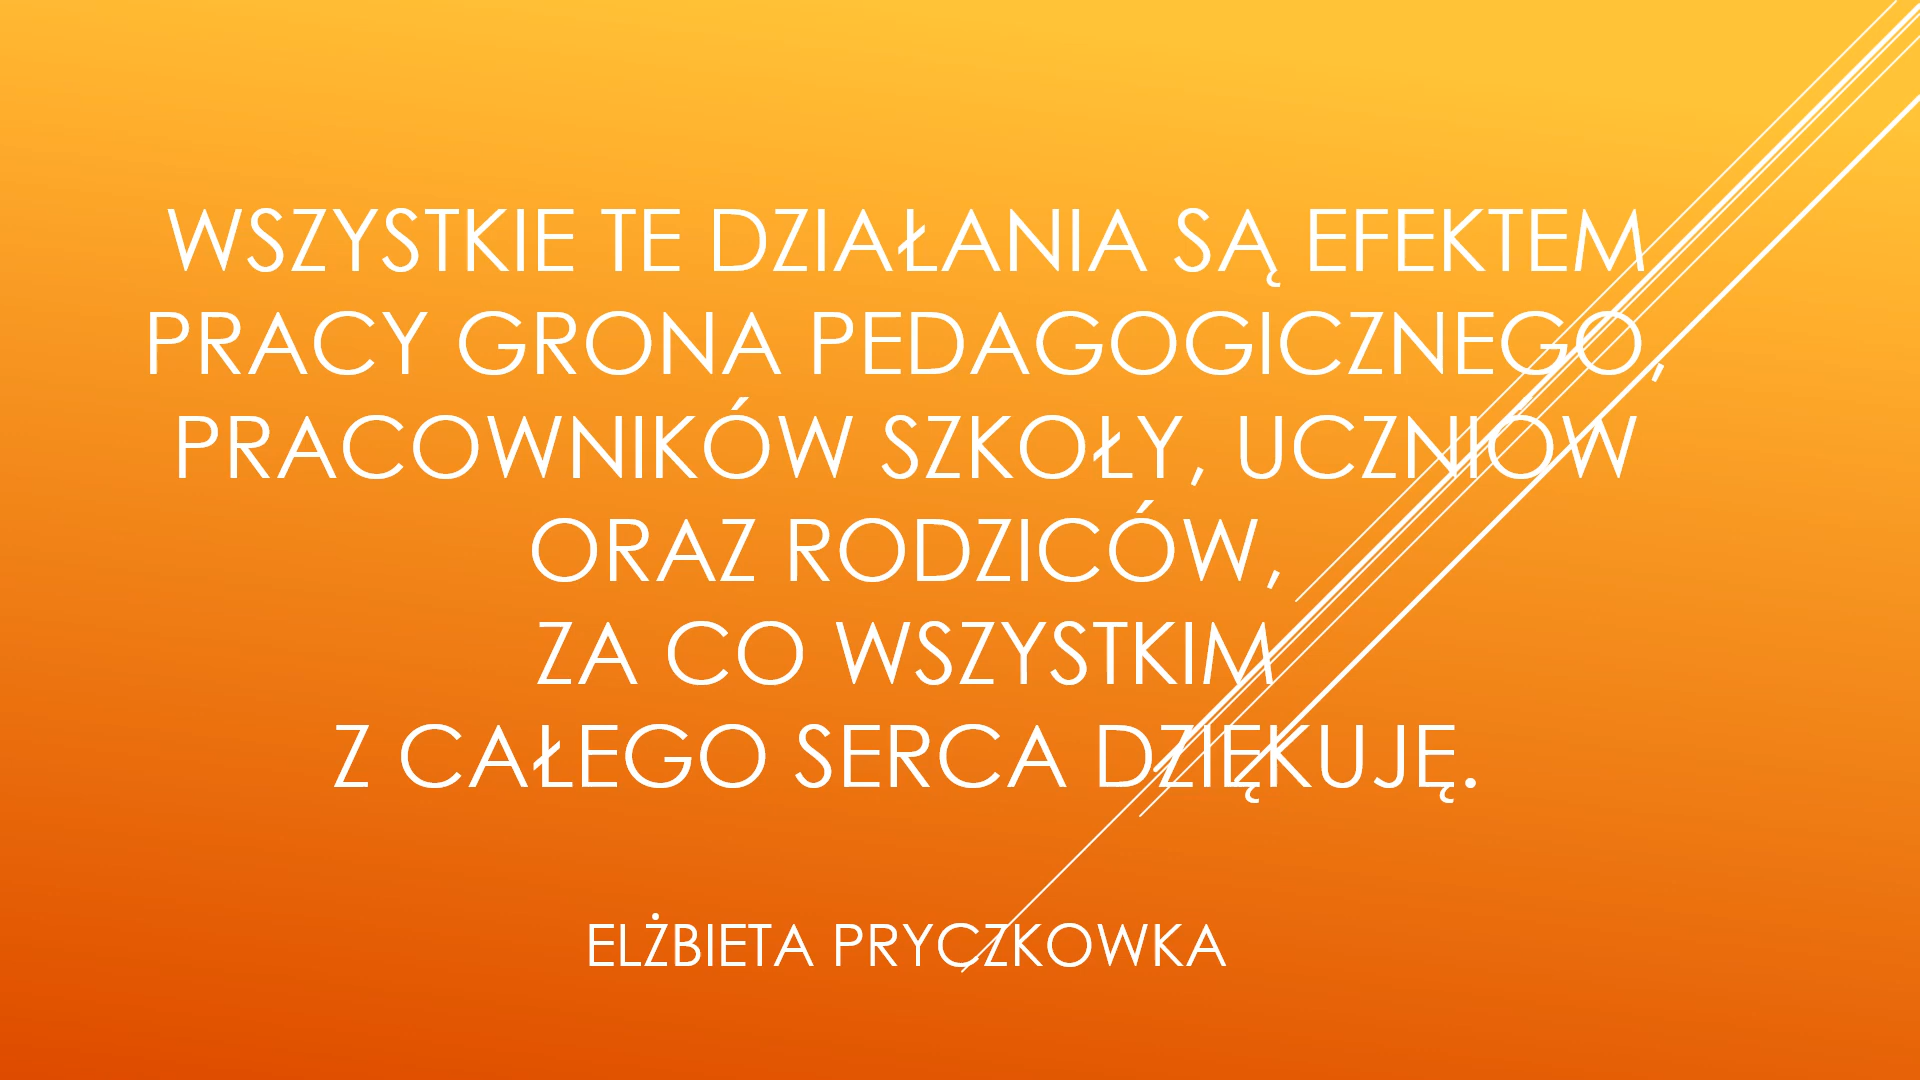 WSZYSTKIE TE DZIAŁANIA SĄ EFEKTEM
PRACY GRONA PEDAGOGICZNEGO,
PRACOWNIKÓW SZKOŁY, UCZNIOW
ORAZ RODZICÓW,
ZA CO WSZYSTKIM
Z CAŁEGO SERCA DZIĘKUJĘ.
ELŻBIETA PRYCZKOWKA